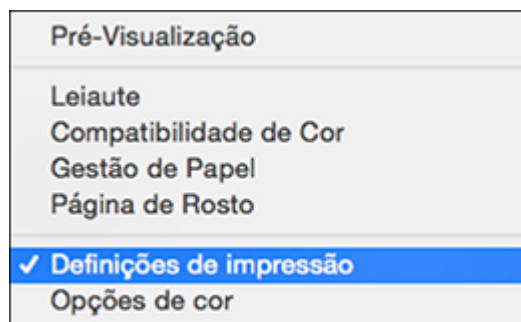 Pré-Visualização
Leiaute
Compatibilidade de Cor
Gestão de Papel
Página de Rosto
✓ Definições de impressão
Opções de cor